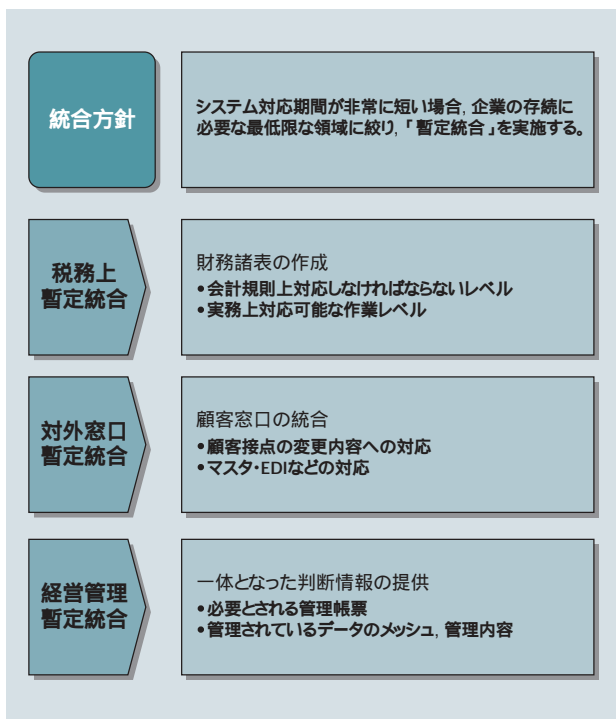 統合方針
システム対応期間が非常に短い場合，企業の存続に
必要な最低限な領域に絞り，「暫定統合」を実施する。
税務上
暫定統合
財務諸表の作成
•会計規則上対応しなければならないレベル
•実務上対応可能な作業レベル
対外窓口
暫定統合
顧客窓口の統合
•顧客接点の変更内容への対応
•マスタ・EDIなどの対応
経営管理
暫定統合
一体となった判断情報の提供
•必要とされる管理帳票
•管理されているデータのメッシュ，管理内容